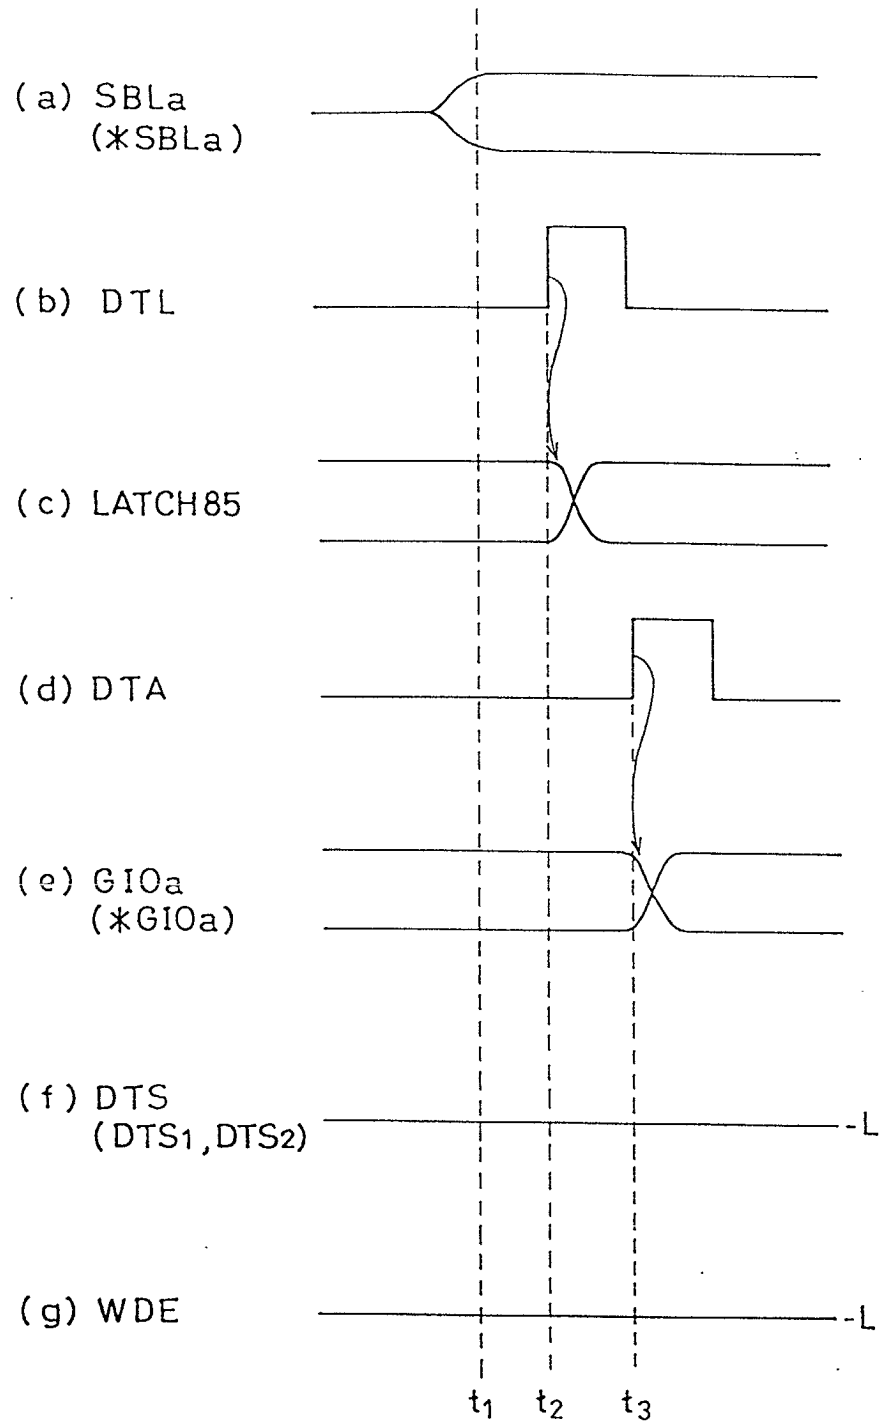 (a) SBLa
(*SBLa)
(b) DTL
(c) LATCH85
(d) DTA
(e) GIOa
(*GIOa)
(f) DTS
(DTS1,DTS2)
-L
(g) WDE
-L
t1 t2 t3